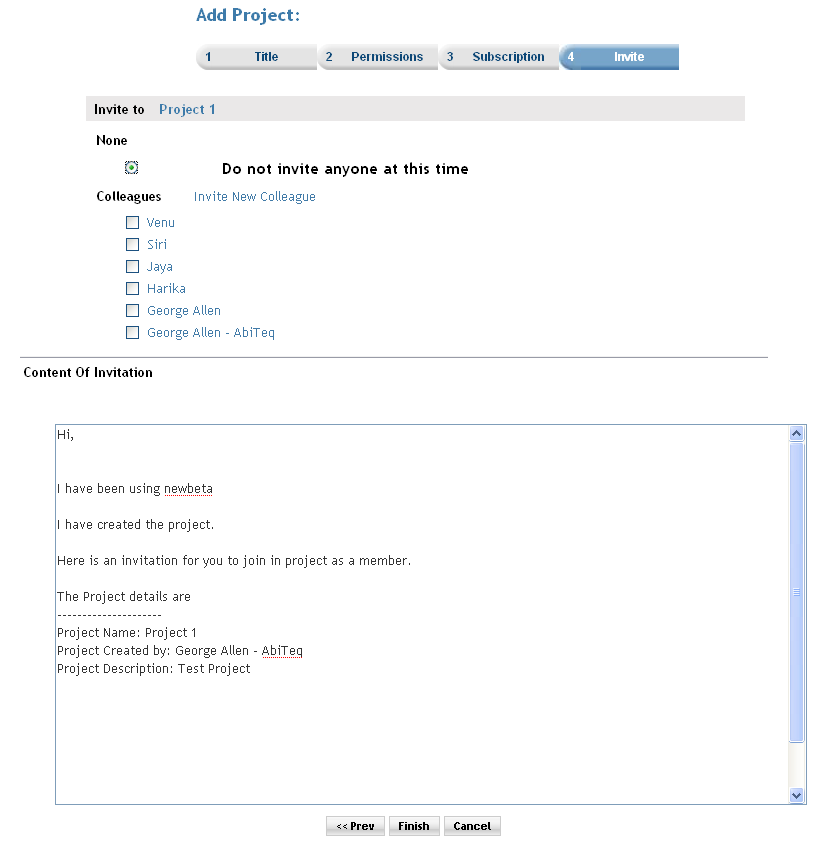 Add Project:
1 Title 2 Permissions 3 Subscription 4 Invite
Invite to Project 1
None
Do not invite anyone at this time
Colleagues Invite New Colleague
Venu
Siri
Jaya
Harika
George Allen
George Allen - AbiTeq
Content Of Invitation
Hi,
I have been using newbeta
I have created the project.
Here is an invitation for you to join in project as a member.
The Project details are
---------------------
Project Name: Project 1
Project Created by: George Allen - AbiTeq
Project Description: Test Project
<< Prev Finish Cancel